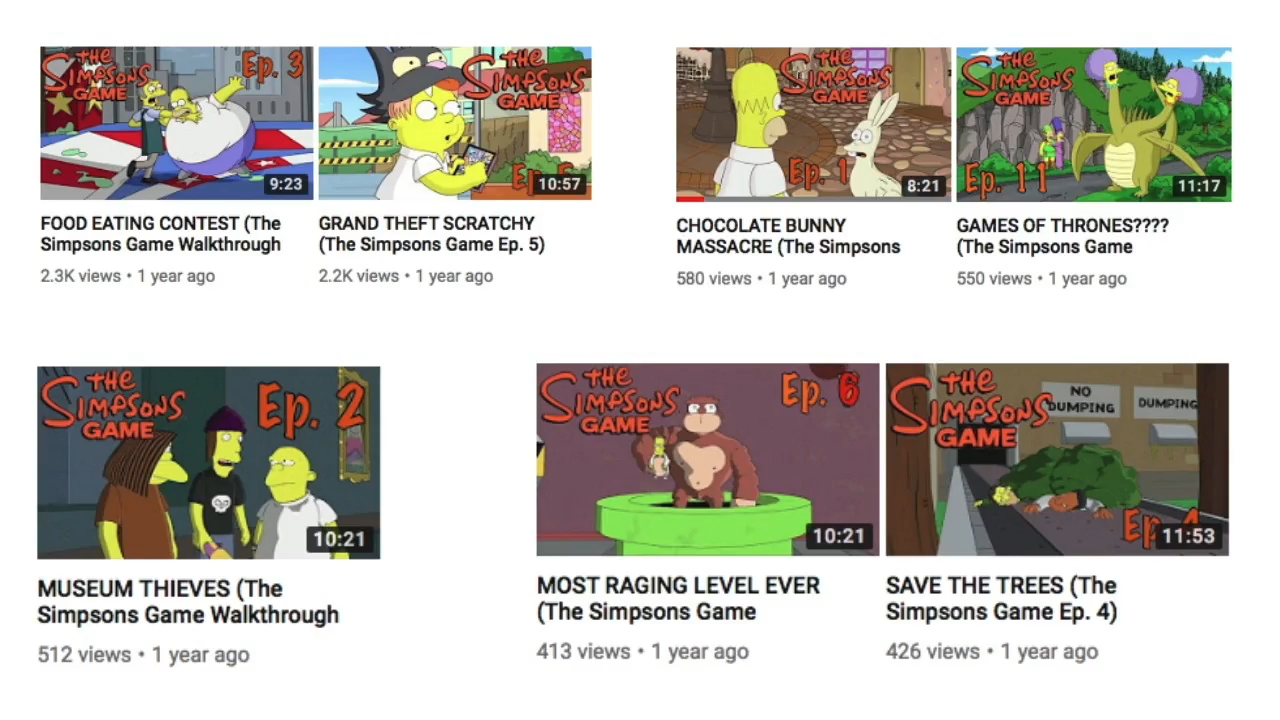 THE
SIMPSONS
GAME
Ep. 3
9:23
FOOD EATING CONTEST (The
Simpsons Game Walkthrough
2.3K views • 1 year ago
THE
SIMPSONS
GAME
Ep. 5
10:57
GRAND THEFT SCRATCHY
(The Simpsons Game Ep. 5)
2.2K views • 1 year ago
THE
SIMPSONS
GAME
Ep. 1
8:21
CHOCOLATE BUNNY
MASSACRE (The Simpsons
580 views • 1 year ago
THE
SIMPSONS
GAME
Ep. 11
11:17
GAMES OF THRONES????
(The Simpsons Game
550 views • 1 year ago
THE
SIMPSONS
GAME
Ep. 2
10:21
MUSEUM THIEVES (The
Simpsons Game Walkthrough
512 views • 1 year ago
THE
SIMPSONS
GAME
Ep. 6
10:21
MOST RAGING LEVEL EVER
(The Simpsons Game
413 views • 1 year ago
THE
SIMPSONS
GAME
NO
DUMPING
DUMPING
Ep. 4
11:53
SAVE THE TREES (The
Simpsons Game Ep. 4)
426 views • 1 year ago